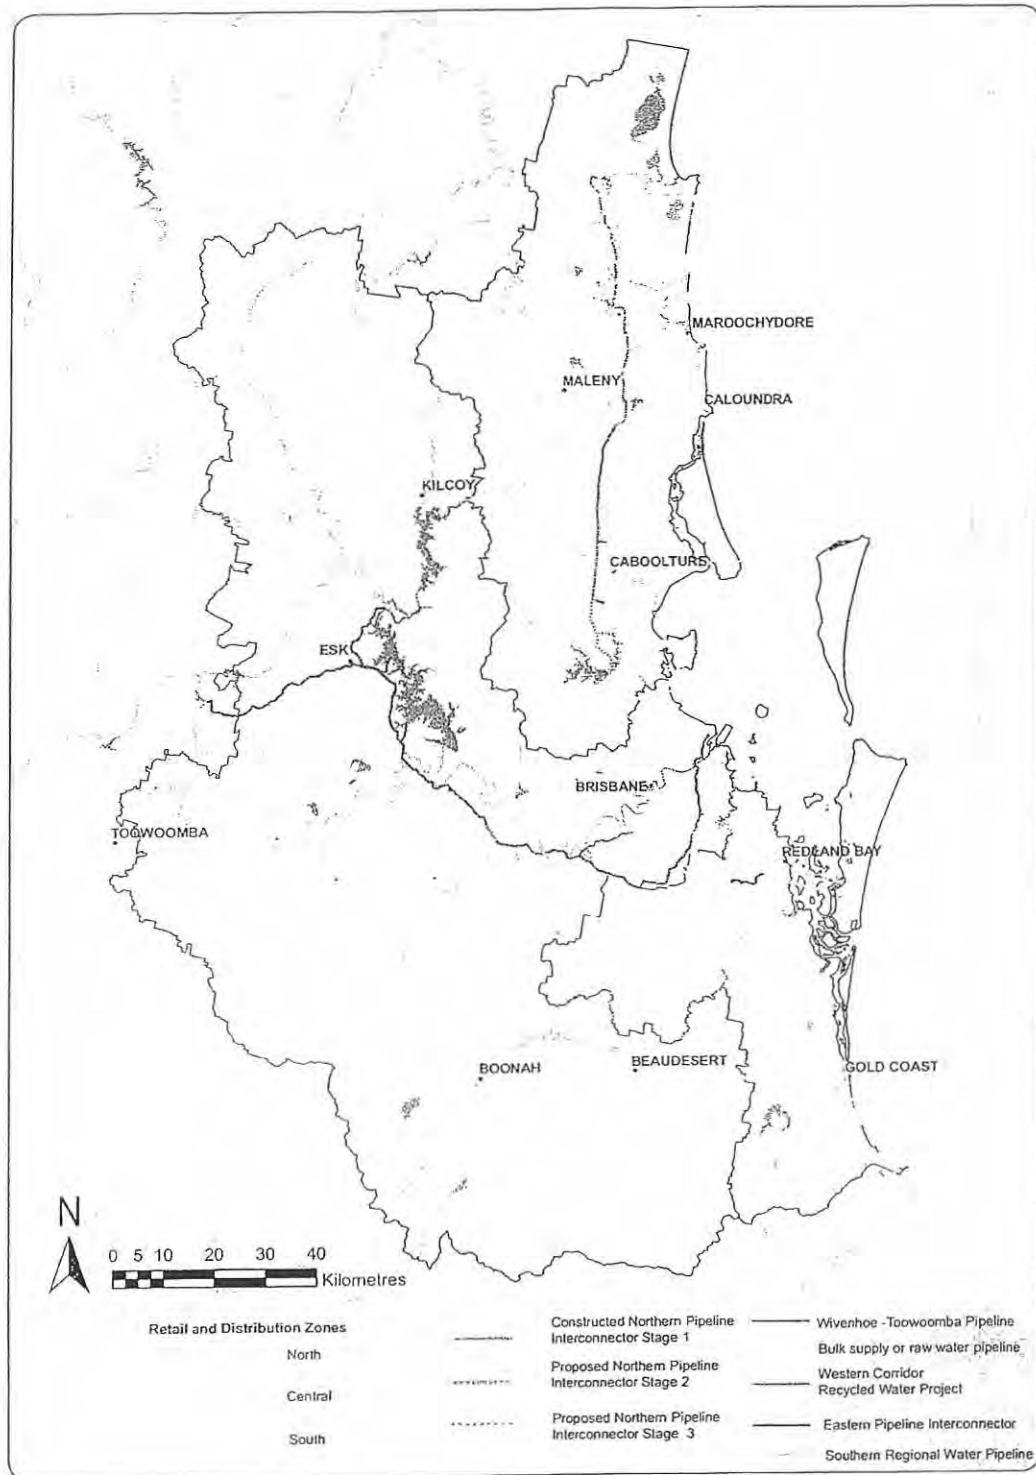 MAROOCHYDORE
MALENY
CALOUNDRA
KILCOY
CABOOLTURE
ESK
BRISBANE
TOOWOOMBA
REDLAND BAY
BOONAH
BEAUDESERT
GOLD COAST
N
0 5 10 20 30 40
Kilometres
Retail and Distribution Zones
North
Central
South
Constructed Northern Pipeline
Interconnector Stage 1
Proposed Northern Pipeline
Interconnector Stage 2
Proposed Northern Pipeline
Interconnector Stage 3
Wivenhoe -Toowoomba Pipeline
Bulk supply or raw water pipeline
Western Corridor
Recycled Water Project
Eastern Pipeline Interconnector
Southern Regional Water Pipeline